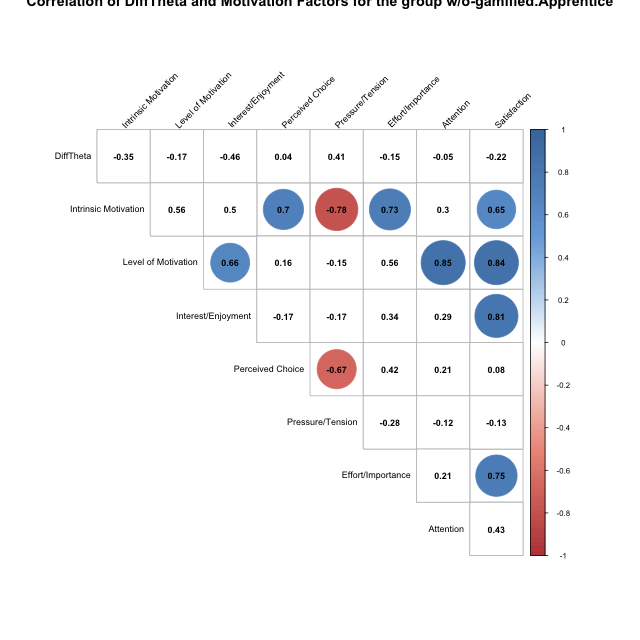 Correlation of DiffTheta and Motivation Factors for the group w/o-gamified.Apprentice
Intrinsic Motivation
Level of Motivation
Interest/Enjoyment
Perceived Choice
Pressure/Tension
Effort/Importance
Attention
Satisfaction
DiffTheta -0.35 -0.17 -0.46 0.04 0.41 -0.15 -0.05 -0.22
Intrinsic Motivation 0.56 0.5 0.7 -0.78 0.73 0.3 0.65
Level of Motivation 0.66 0.16 -0.15 0.56 0.85 0.84
Interest/Enjoyment -0.17 -0.17 0.34 0.29 0.81
Perceived Choice -0.67 0.42 0.21 0.08
Pressure/Tension -0.28 -0.12 -0.13
Effort/Importance 0.21 0.75
Attention 0.43
1
0.8
0.6
0.4
0.2
0
-0.2
-0.4
-0.6
-0.8
-1